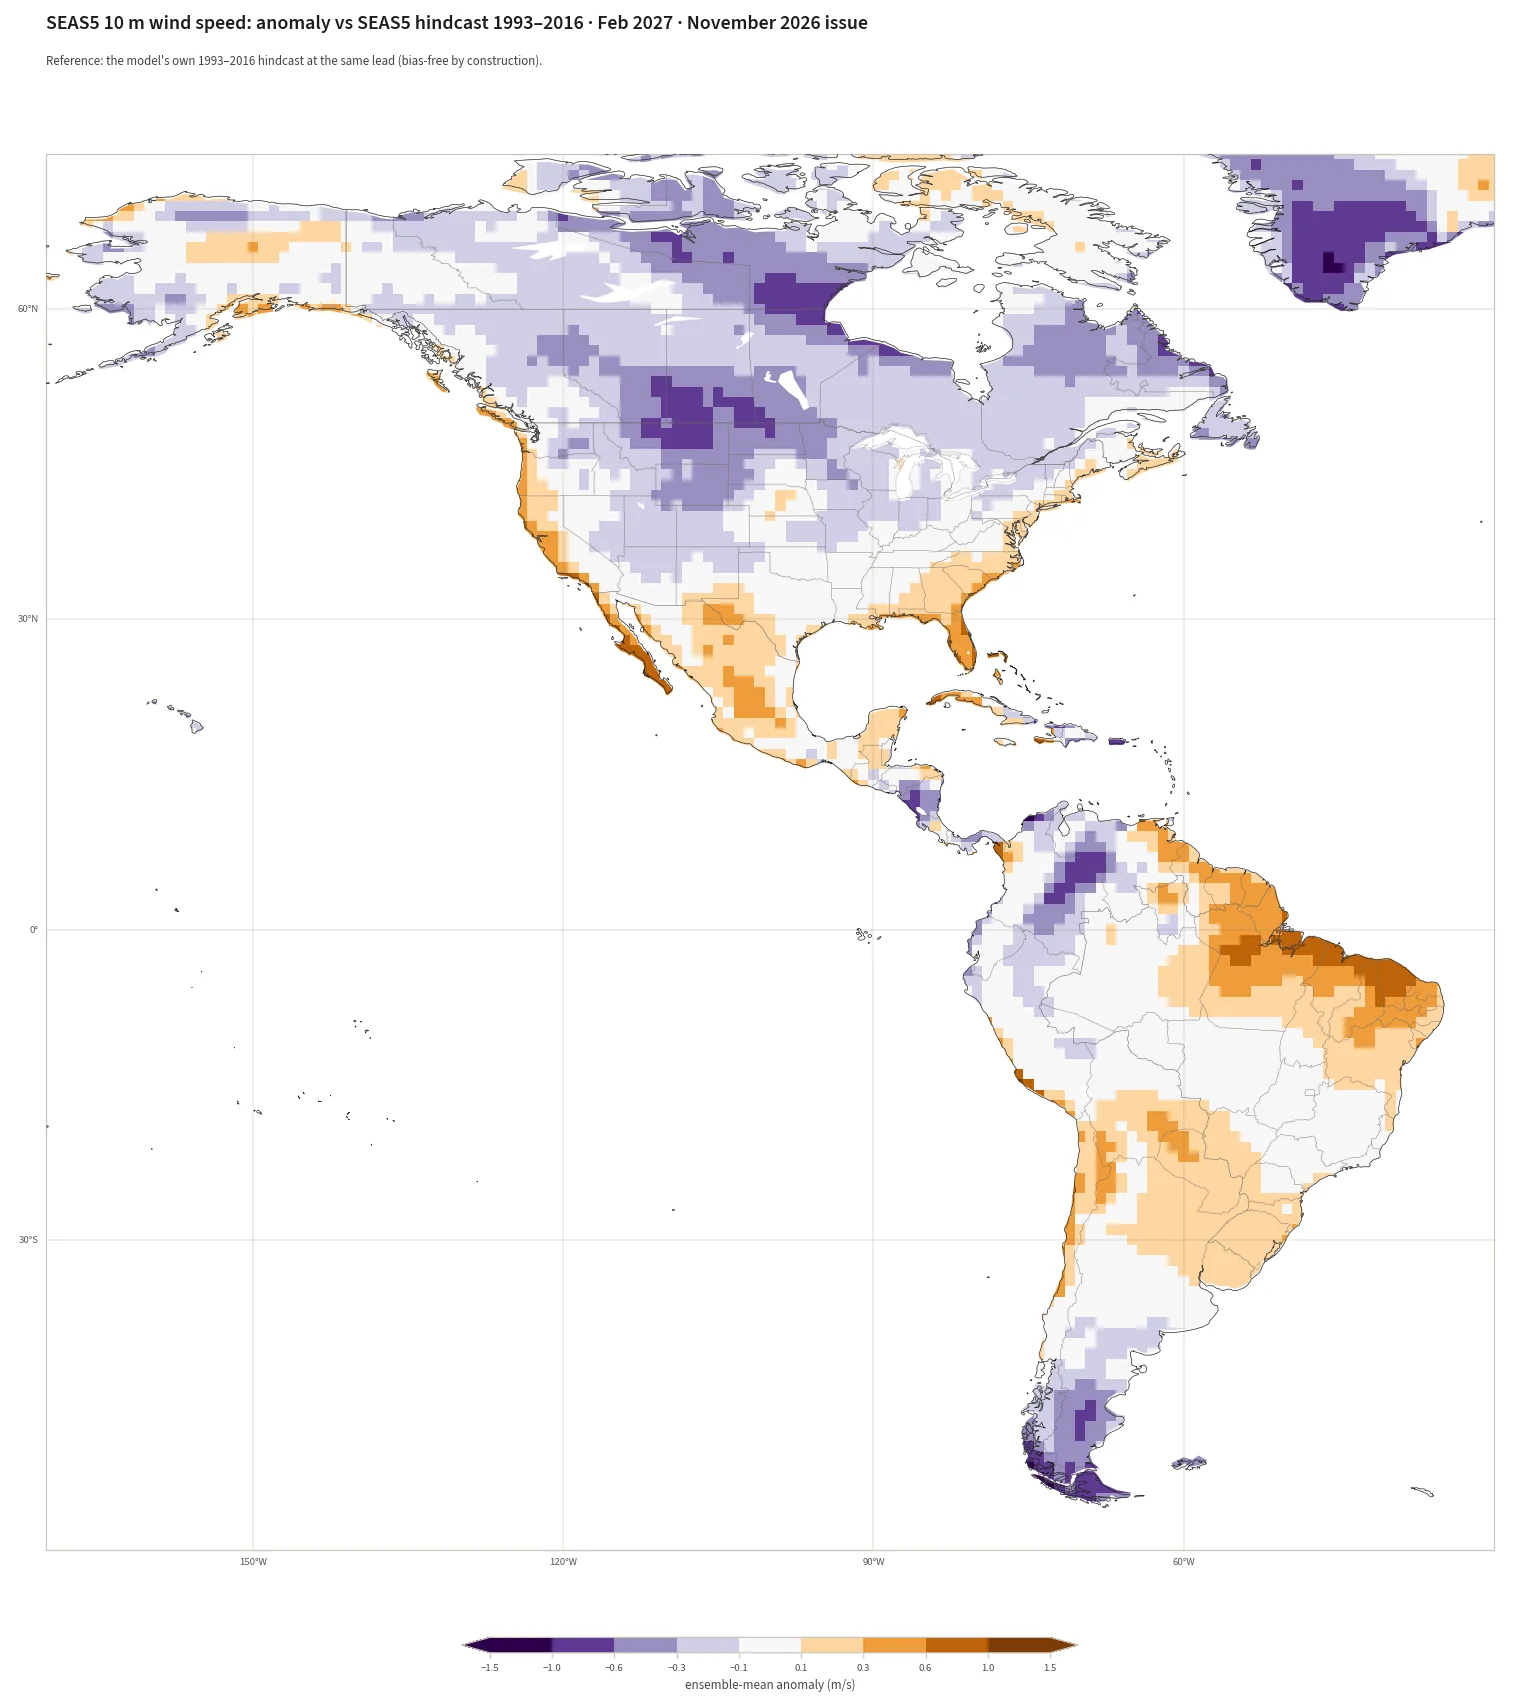 SEAS5 10 m wind speed: anomaly vs SEAS5 hindcast 1993–2016 · Feb 2027 · November 2026 issue
Reference: the model's own 1993–2016 hindcast at the same lead (bias-free by construction).
60°N
30°N
0°
30°S
150°W
120°W
90°W
60°W
−1.5
−1.0
−0.6
−0.3
−0.1
0.1
0.3
0.6
1.0
1.5
ensemble-mean anomaly (m/s)